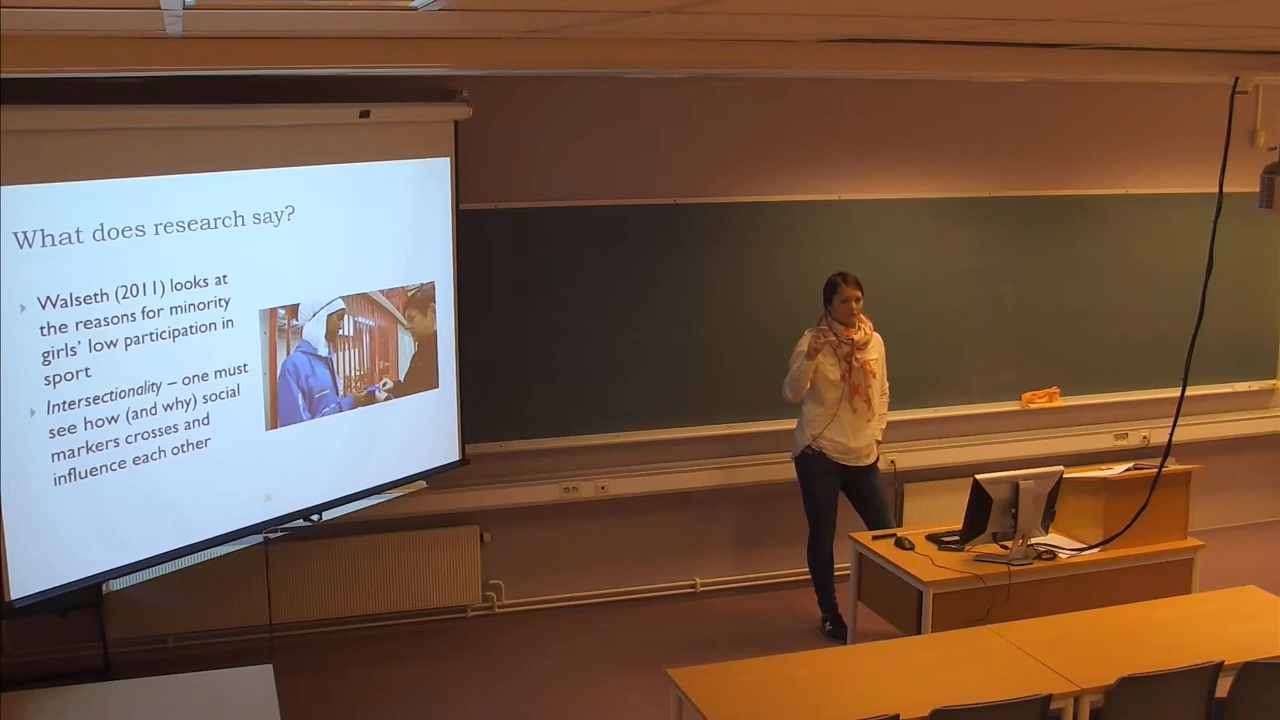 What does research say?
Walseth (2011) looks at
the reasons for minority
girls' low participation in
sport
Intersectionality – one must
see how (and why) social
markers crosses and
influence each other